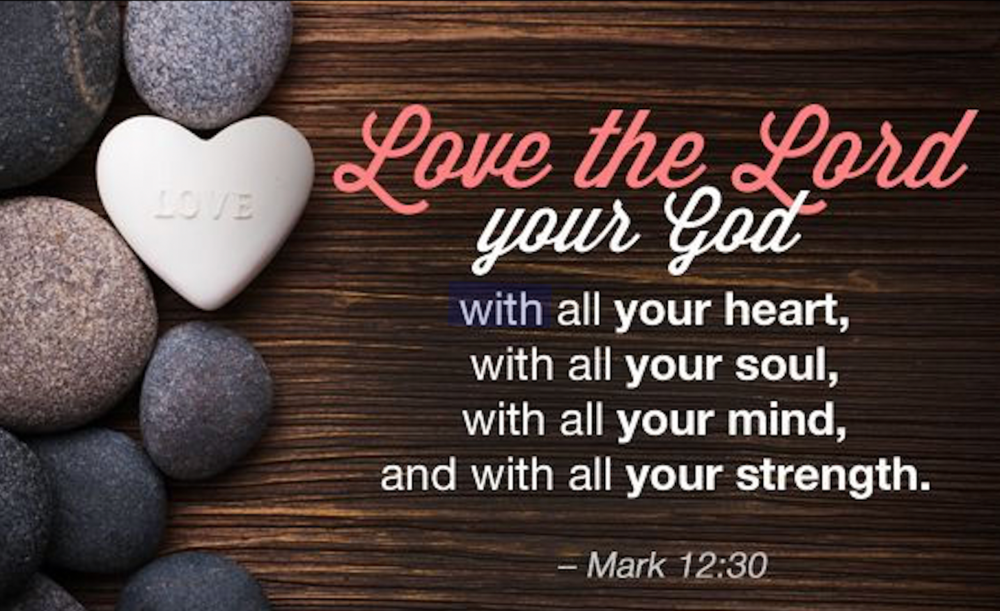 LOVE
Love the Lord
your God
with all your heart,
with all your soul,
with all your mind,
and with all your strength.
– Mark 12:30